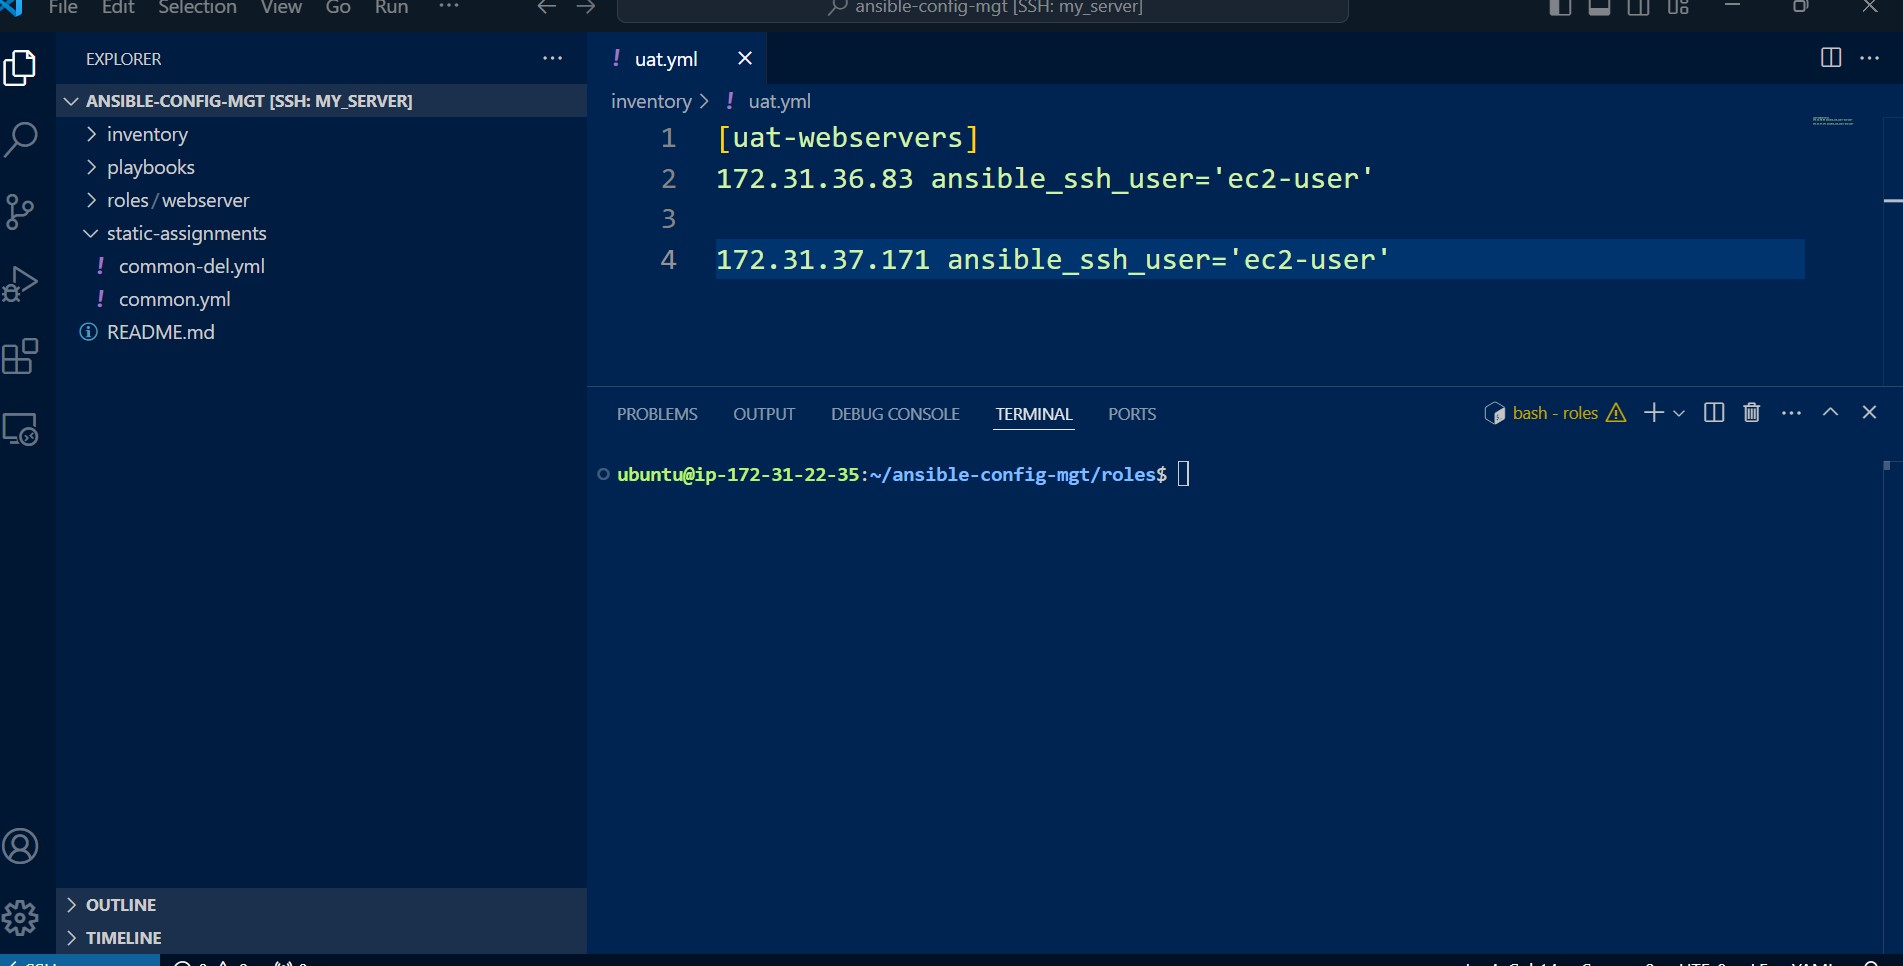 File Edit Selection View Go Run ···
ansible-config-mgt [SSH: my_server]
EXPLORER
ANSIBLE-CONFIG-MGT [SSH: MY_SERVER]
inventory
playbooks
roles/webserver
static-assignments
! common-del.yml
! common.yml
README.md
OUTLINE
TIMELINE
! uat.yml
inventory > ! uat.yml
1 [uat-webservers]
2 172.31.36.83 ansible_ssh_user='ec2-user'
3
4 172.31.37.171 ansible_ssh_user='ec2-user'
PROBLEMS OUTPUT DEBUG CONSOLE TERMINAL PORTS
bash - roles
ubuntu@ip-172-31-22-35:~/ansible-config-mgt/roles$